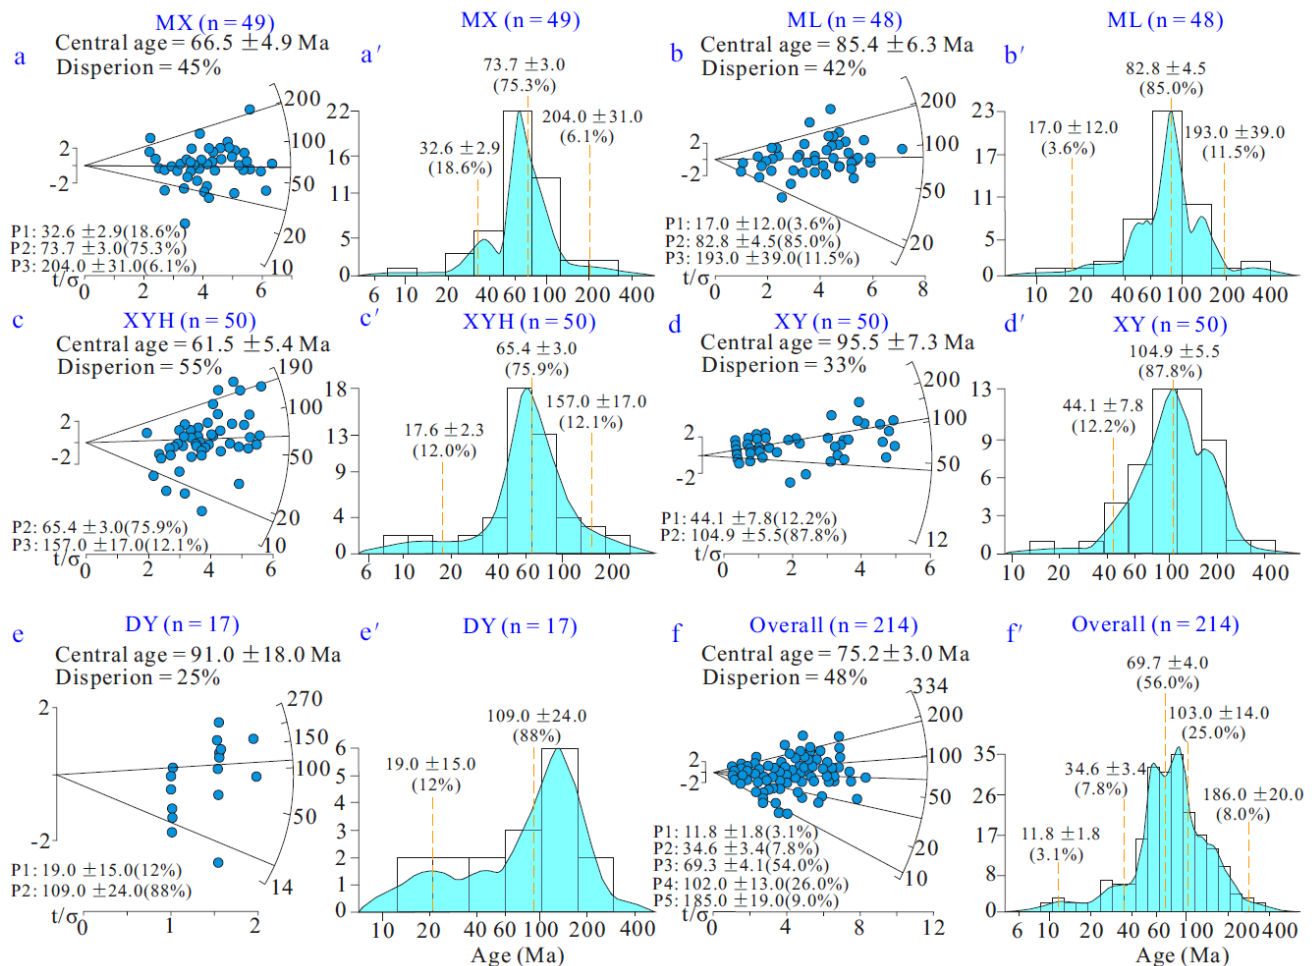 MX (n = 49)
a
Central age = 66.5 ±4.9 Ma
Disperion = 45%
200
100
50
20
10
2
-2
P1: 32.6 ±2.9(18.6%)
P2: 73.7 ±3.0(75.3%)
P3: 204.0 ±31.0(6.1%)
t/σ
0 2 4 6
MX (n = 49)
a′
73.7 ±3.0
(75.3%)
204.0 ±31.0
(6.1%)
32.6 ±2.9
(18.6%)
22
16
11
5
0
6 10 20 40 60 100 200 400
ML (n = 48)
b
Central age = 85.4 ±6.3 Ma
Disperion = 42%
200
100
50
20
2
-2
P1: 17.0 ±12.0(3.6%)
P2: 82.8 ±4.5(85.0%)
P3: 193.0 ±39.0(11.5%)
t/σ
0 2 4 6 8
ML (n = 48)
b′
82.8 ±4.5
(85.0%)
17.0 ±12.0
(3.6%)
193.0 ±39.0
(11.5%)
23
17
11
6
0
10 20 40 60 100 200 400
XYH (n = 50)
c
Central age = 61.5 ±5.4 Ma
Disperion = 55%
190
100
50
20
10
2
-2
P2: 65.4 ±3.0(75.9%)
P3: 157.0 ±17.0(12.1%)
t/σ
0 2 4 6
XYH (n = 50)
c′
65.4 ±3.0
(75.9%)
157.0 ±17.0
(12.1%)
17.6 ±2.3
(12.0%)
18
13
9
4
0
6 10 20 40 60 100 200
XY (n = 50)
d
Central age = 95.5 ±7.3 Ma
Disperion = 33%
200
100
50
12
2
-2
P1: 44.1 ±7.8(12.2%)
P2: 104.9 ±5.5(87.8%)
t/σ
0 2 4 6
XY (n = 50)
d′
104.9 ±5.5
(87.8%)
44.1 ±7.8
(12.2%)
13
9
6
3
0
10 20 40 60 100 200 400
DY (n = 17)
e
Central age = 91.0 ±18.0 Ma
Disperion = 25%
270
150
100
50
14
2
-2
P1: 19.0 ±15.0(12%)
P2: 109.0 ±24.0(88%)
t/σ
0 1 2
DY (n = 17)
e′
109.0 ±24.0
(88%)
19.0 ±15.0
(12%)
6
5
3
2
1
0
10 20 40 60 100 200 400
Age (Ma)
Overall (n = 214)
f
Central age = 75.2 ±3.0 Ma
Disperion = 48%
334
200
100
50
20
10
2
-2
P1: 11.8 ±1.8(3.1%)
P2: 34.6 ±3.4(7.8%)
P3: 69.3 ±4.1(54.0%)
P4: 102.0 ±13.0(26.0%)
P5: 185.0 ±19.0(9.0%)
t/σ
0 4 8 12
Overall (n = 214)
f′
69.7 ±4.0
(56.0%)
103.0 ±14.0
(25.0%)
34.6 ±3.4
(7.8%)
186.0 ±20.0
(8.0%)
11.8 ±1.8
(3.1%)
35
26
17
8
0
6 10 20 40 60 100 200 400
Age (Ma)